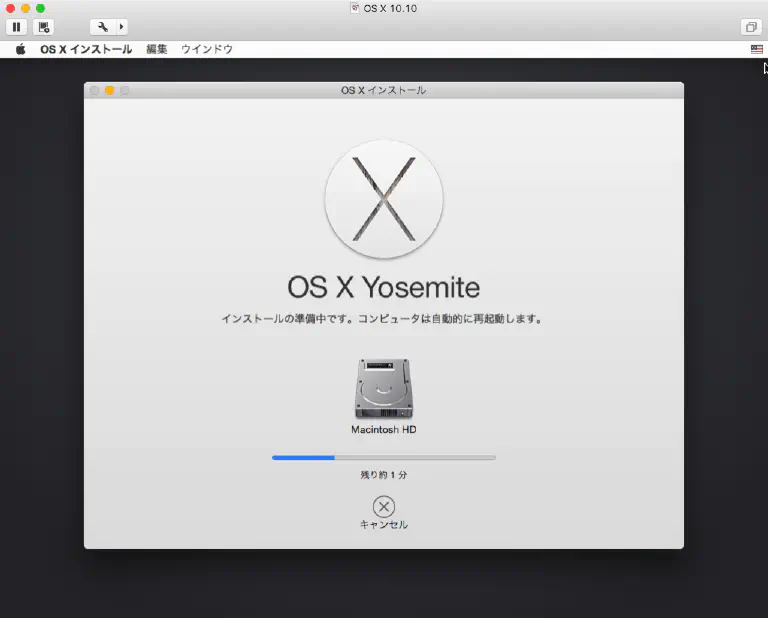 OS X 10.10
OS X インストール 編集 ウインドウ
OS X インストール
OS X Yosemite
インストールの準備中です。コンピュータは自動的に再起動します。
Macintosh HD
残り約 1 分
キャンセル